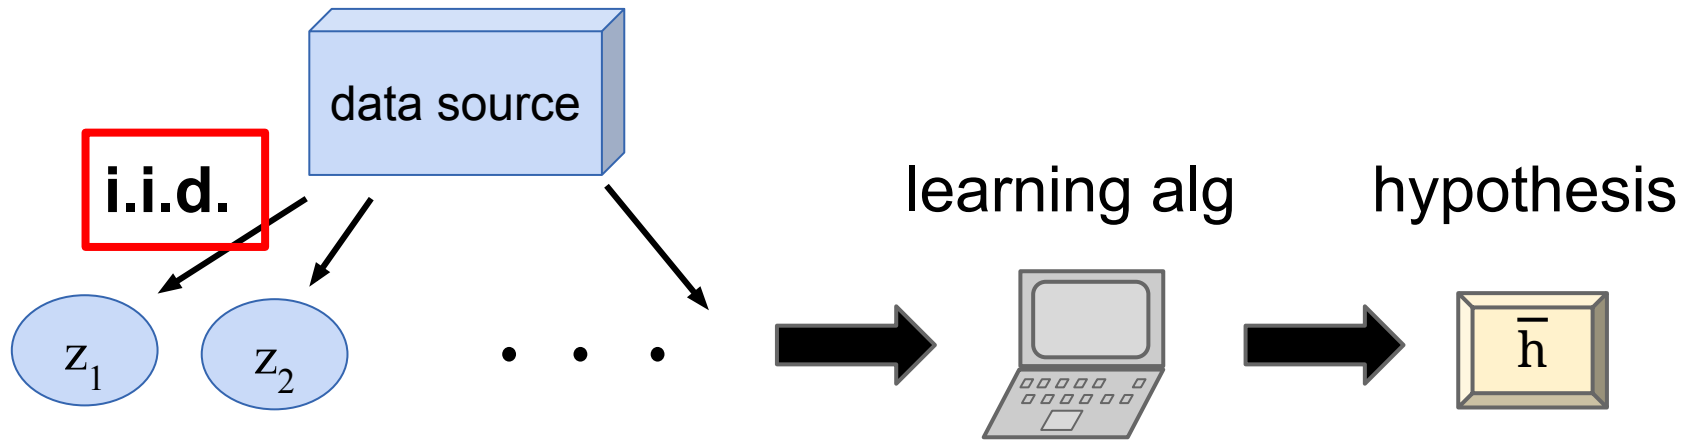 data source
i.i.d.
learning alg
hypothesis
z₁
z₂
. . .
h̅